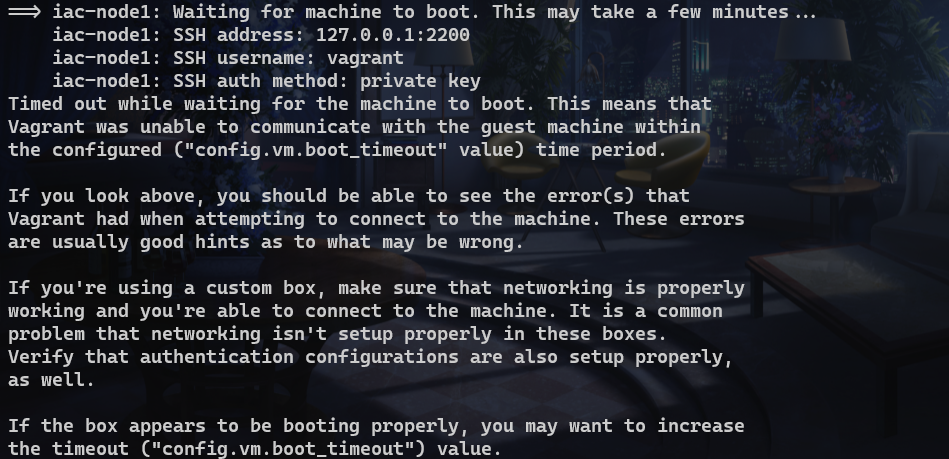 ==> iac-node1: Waiting for machine to boot. This may take a few minutes...
iac-node1: SSH address: 127.0.0.1:2200
iac-node1: SSH username: vagrant
iac-node1: SSH auth method: private key
Timed out while waiting for the machine to boot. This means that
Vagrant was unable to communicate with the guest machine within
the configured ("config.vm.boot_timeout" value) time period.
If you look above, you should be able to see the error(s) that
Vagrant had when attempting to connect to the machine. These errors
are usually good hints as to what may be wrong.
If you're using a custom box, make sure that networking is properly
working and you're able to connect to the machine. It is a common
problem that networking isn't setup properly in these boxes.
Verify that authentication configurations are also setup properly,
as well.
If the box appears to be booting properly, you may want to increase
the timeout ("config.vm.boot_timeout") value.